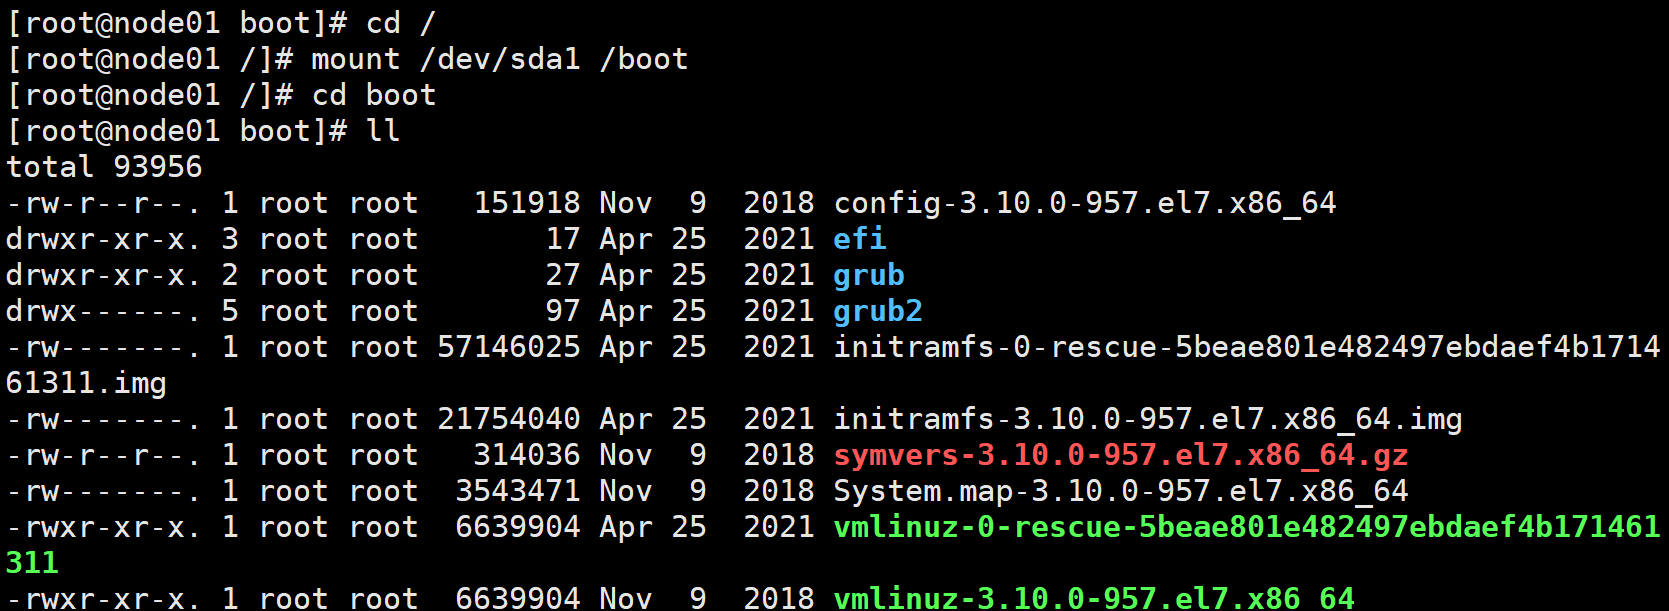 [root@node01 boot]# cd /
[root@node01 /]# mount /dev/sda1 /boot
[root@node01 /]# cd boot
[root@node01 boot]# ll
total 93956
-rw-r--r--. 1 root root   151918 Nov  9  2018 config-3.10.0-957.el7.x86_64
drwxr-xr-x. 3 root root       17 Apr 25  2021 efi
drwxr-xr-x. 2 root root       27 Apr 25  2021 grub
drwx------. 5 root root       97 Apr 25  2021 grub2
-rw-------. 1 root root 57146025 Apr 25  2021 initramfs-0-rescue-5beae801e482497ebdaef4b1714
61311.img
-rw-------. 1 root root 21754040 Apr 25  2021 initramfs-3.10.0-957.el7.x86_64.img
-rw-r--r--. 1 root root   314036 Nov  9  2018 symvers-3.10.0-957.el7.x86_64.gz
-rw-------. 1 root root  3543471 Nov  9  2018 System.map-3.10.0-957.el7.x86_64
-rwxr-xr-x. 1 root root  6639904 Apr 25  2021 vmlinuz-0-rescue-5beae801e482497ebdaef4b171461
311
-rwxr-xr-x. 1 root root  6639904 Nov  9  2018 vmlinuz-3.10.0-957.el7.x86_64